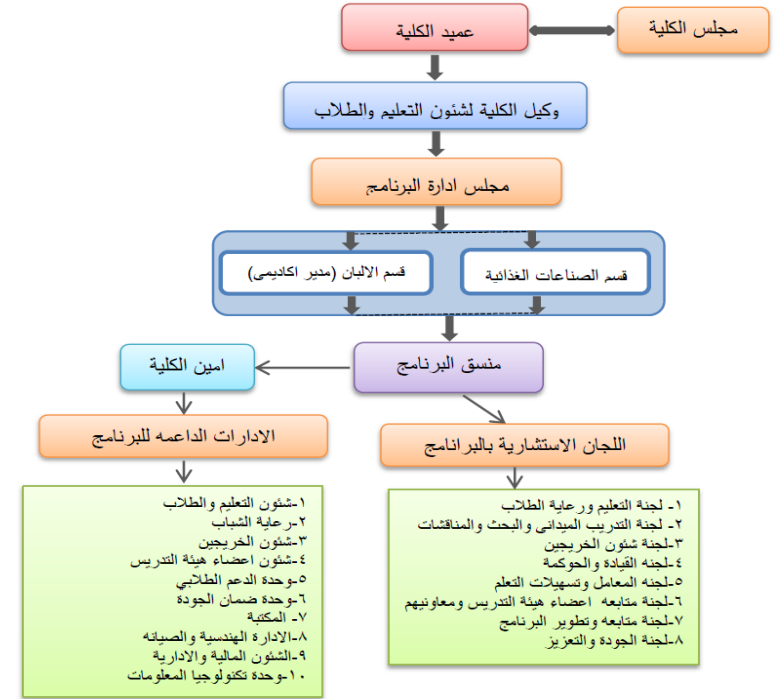 مجلس الكلية
عميد الكلية
وكيل الكلية لشئون التعليم والطلاب
مجلس ادارة البرنامج
قسم الصناعات الغذائية
قسم الالبان (مدير اكاديمى)
منسق البرنامج
امين الكلية
اللجان الاستشارية بالبرانامج
الادارات الداعمه للبرنامج
١- لجنة التعليم ورعاية الطلاب
٢- لجنة التدريب الميدانى والبحث والمناقشات
٣-لجنة شئون الخريجين
٤-لجنة القيادة والحوكمة
٥-لجنه المعامل وتسهيلات التعلم
٦-لجنة متابعه اعضاء هيئة التدريس ومعاونيهم
٧-لجنة متابعه وتطوير البرنامج
٨-لجنة الجودة والتعزيز
١-شئون التعليم والطلاب
٢-رعاية الشباب
٣-شئون الخريجين
٤-شئون اعضاء هيئة التدريس
٥-وحدة الدعم الطلابي
٦-وحدة ضمان الجودة
٧- المكتبة
٨-الادارة الهندسية والصيانه
٩-الشئون المالية والادارية
١٠-وحدة تكنولوجيا المعلومات